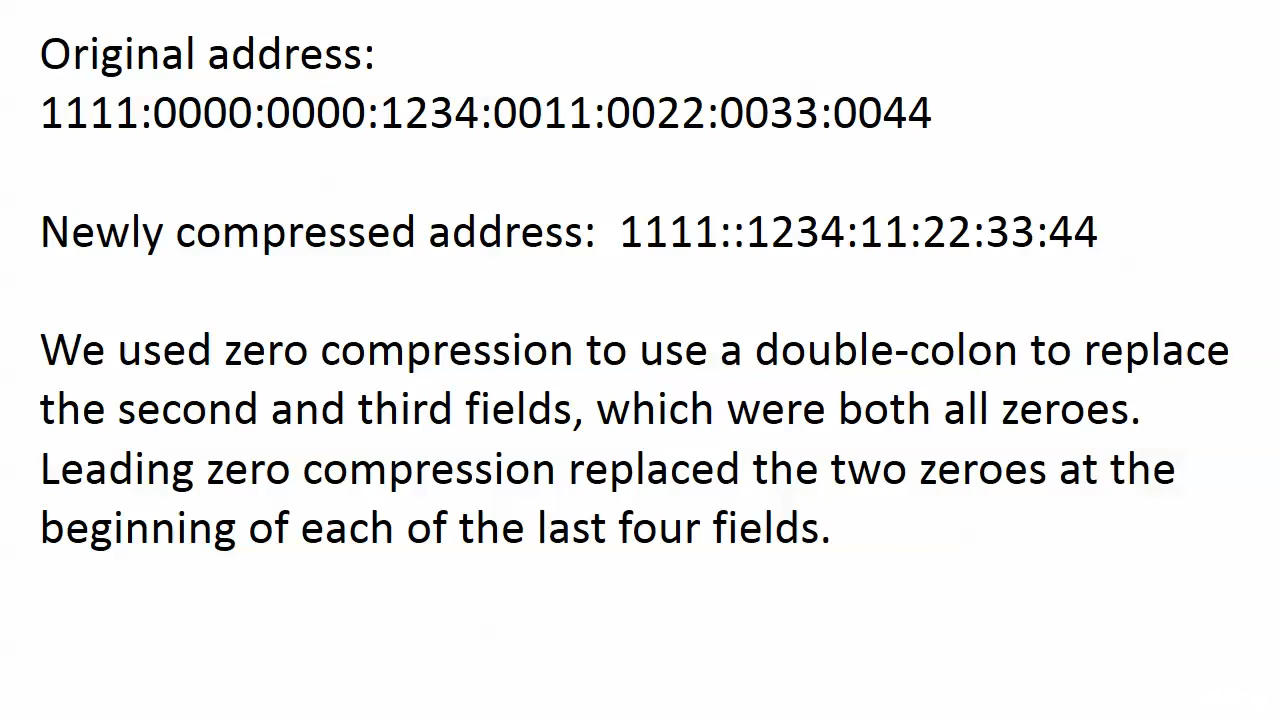 Original address:
1111:0000:0000:1234:0011:0022:0033:0044
Newly compressed address:  1111::1234:11:22:33:44
We used zero compression to use a double-colon to replace
the second and third fields, which were both all zeroes.
Leading zero compression replaced the two zeroes at the
beginning of each of the last four fields.